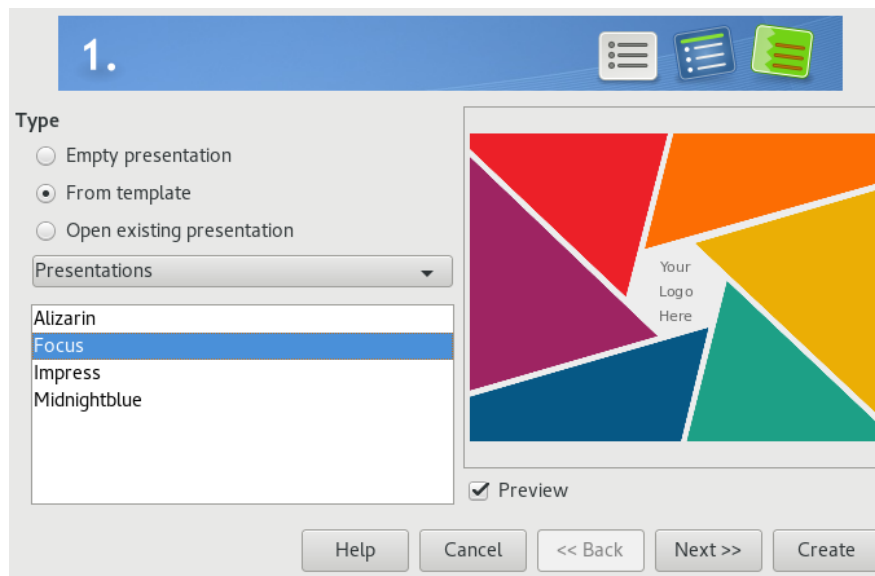 1.
Type
Empty presentation
From template
Open existing presentation
Presentations
Alizarin
Focus
Impress
Midnightblue
Your
Logo
Here
Preview
Help
Cancel
<< Back
Next >>
Create